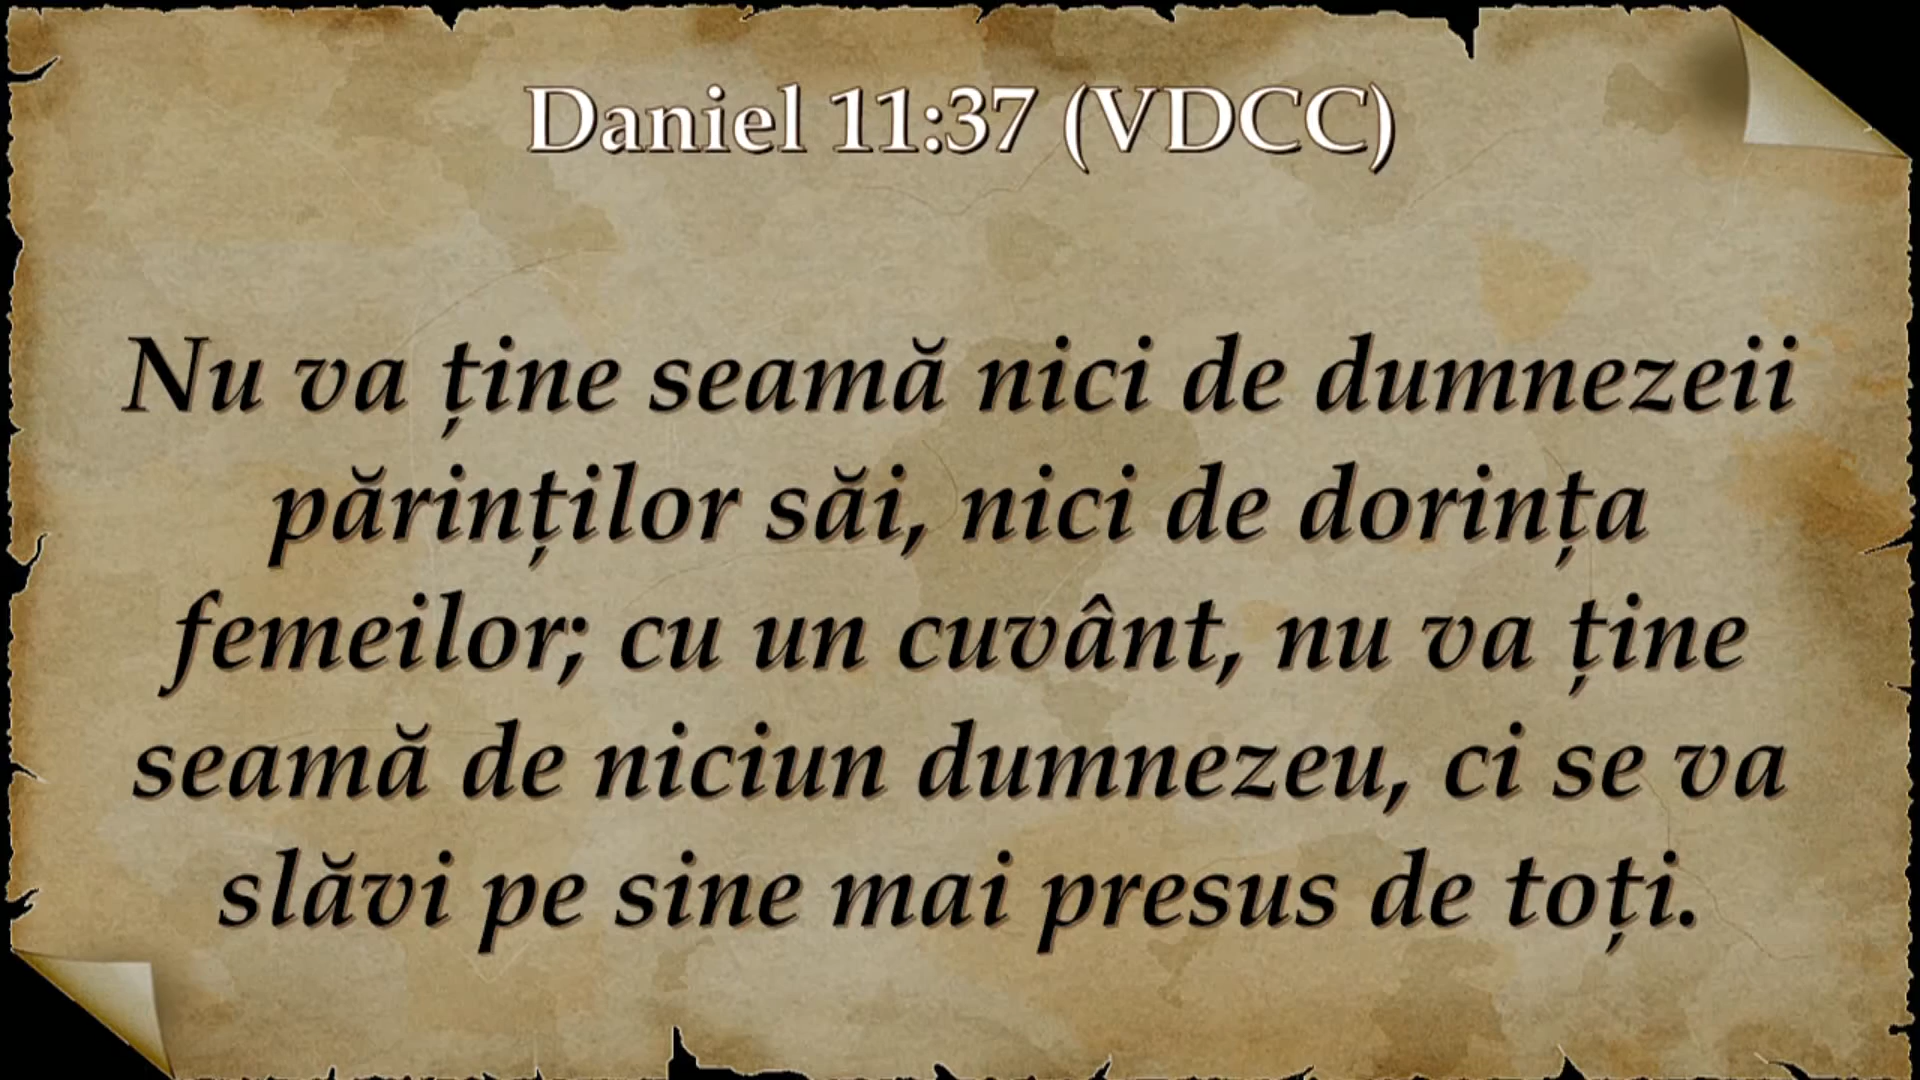 Daniel 11:37 (VDCC)
Nu va ține seamă nici de dumnezeii
părinților săi, nici de dorința
femeilor; cu un cuvânt, nu va ține
seamă de niciun dumnezeu, ci se va
slăvi pe sine mai presus de toți.